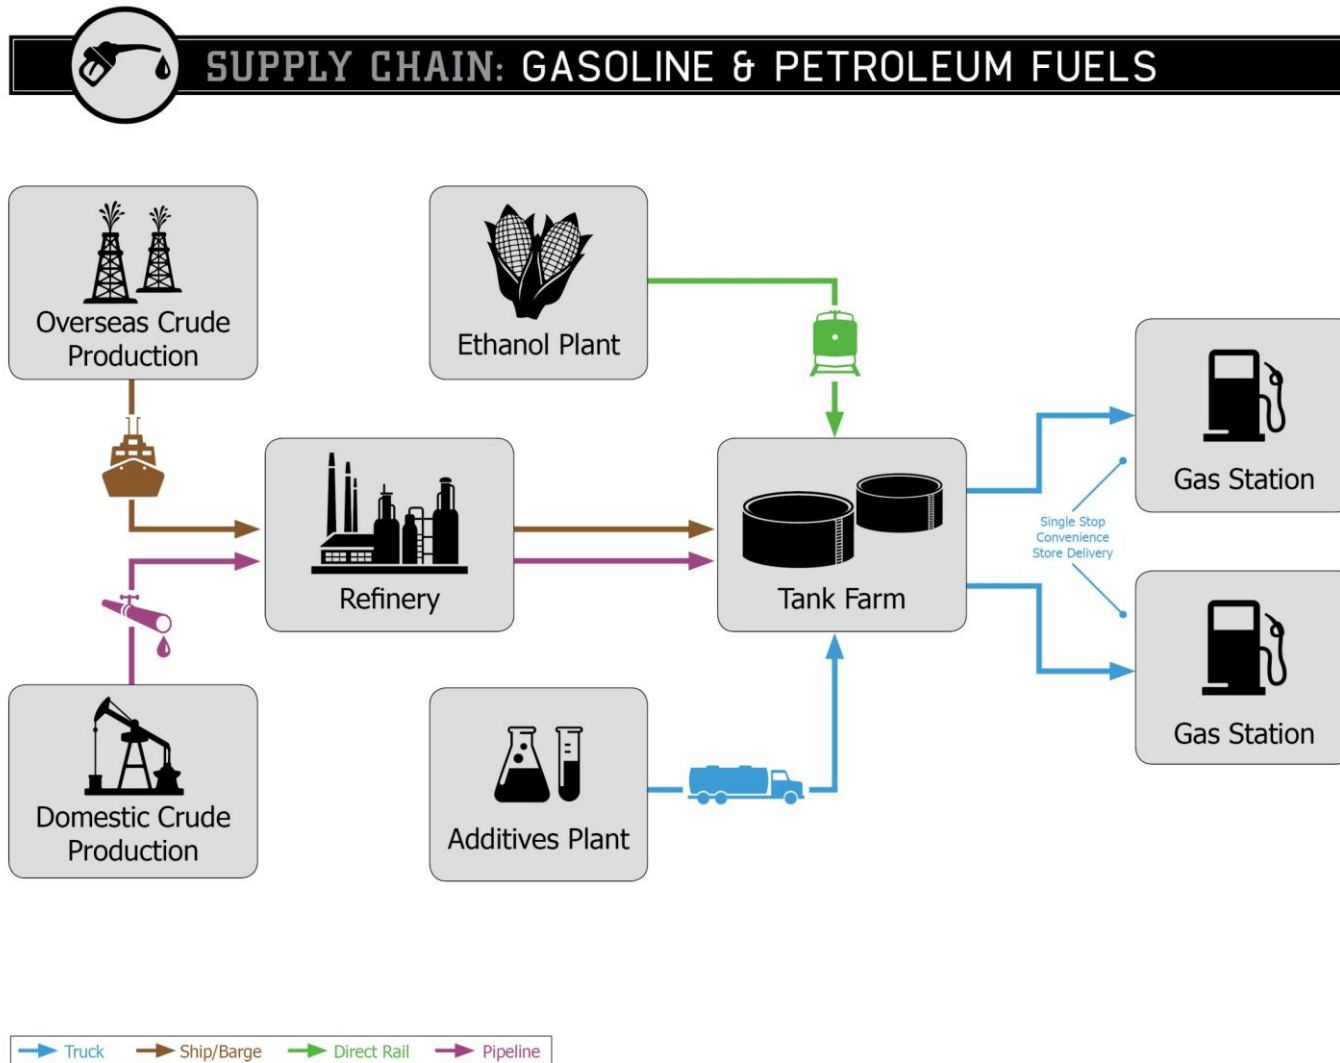 SUPPLY CHAIN: GASOLINE & PETROLEUM FUELS
Overseas Crude
Production
Ethanol Plant
Gas Station
Refinery
Tank Farm
Single Stop
Convenience
Store Delivery
Gas Station
Domestic Crude
Production
Additives Plant
Truck
Ship/Barge
Direct Rail
Pipeline